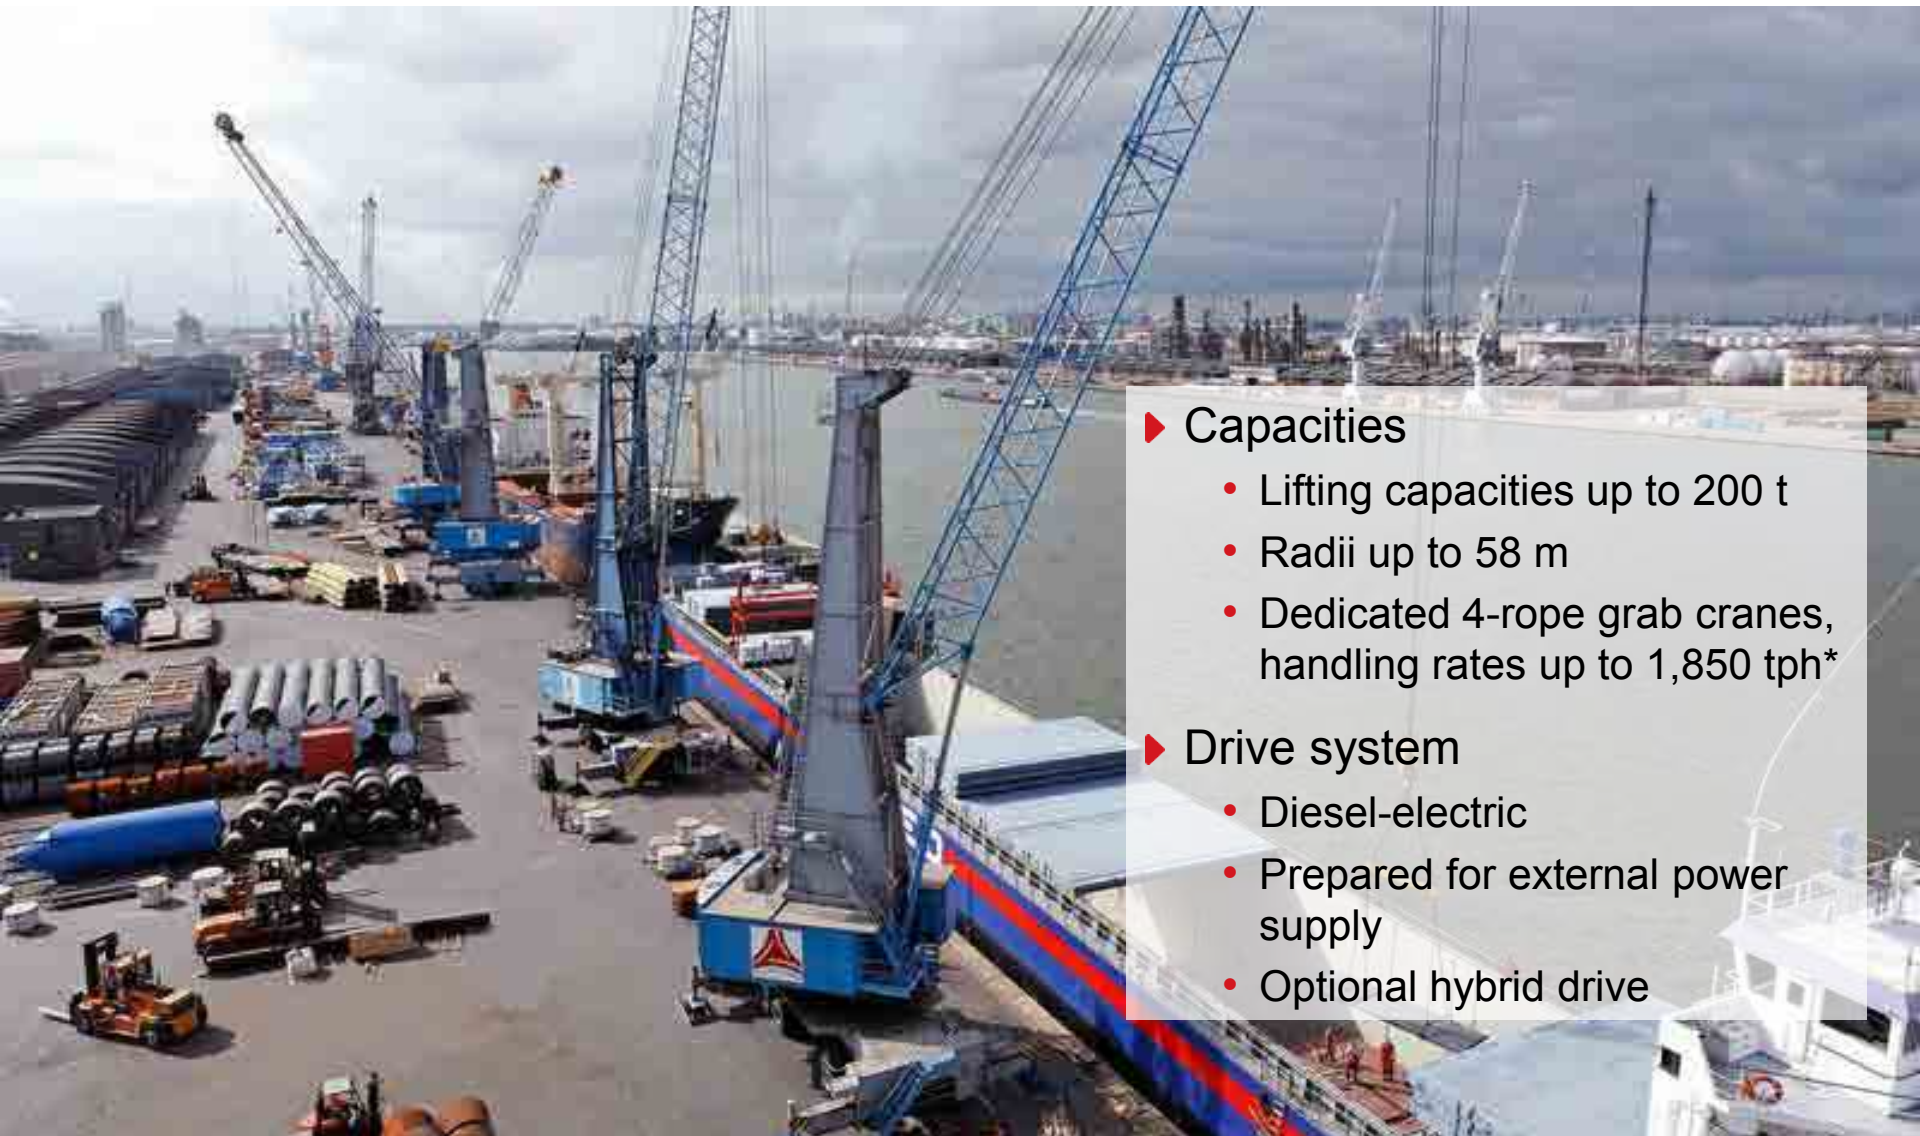 Capacities
• Lifting capacities up to 200 t
• Radii up to 58 m
• Dedicated 4-rope grab cranes,
handling rates up to 1,850 tph*
Drive system
• Diesel-electric
• Prepared for external power
supply
• Optional hybrid drive